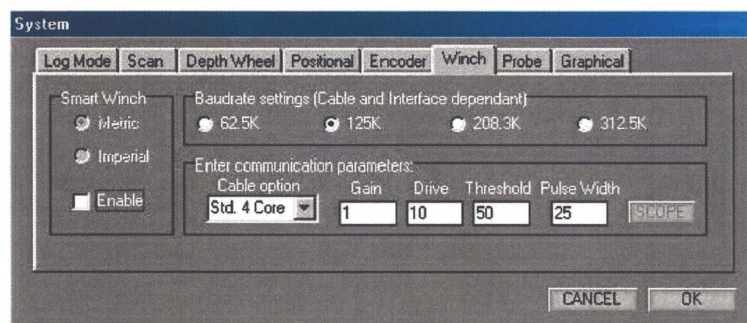 System
Log Mode Scan Depth Wheel Positional Encoder Winch Probe Graphical
Smart Winch
Metric
Imperial
Enable
Baudrate settings (Cable and Interface dependant)
62.5K 125K 208.3K 312.5K
Enter communication parameters:
Cable option Gain Drive Threshold Pulse Width
Std. 4 Core 1 10 50 25 SCOPE
CANCEL OK